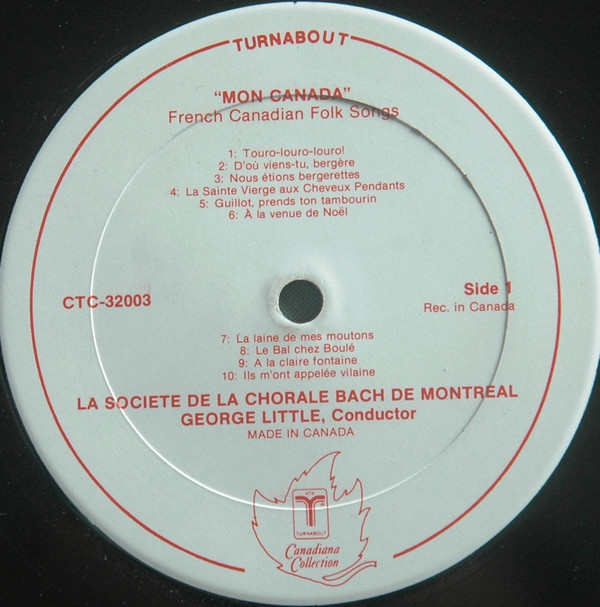 TURNABOUT
"MON CANADA"
French Canadian Folk Songs
1: Touro-louro-louro!
2: D'où viens-tu, bergère
3: Nous étions bergerettes
4: La Sainte Vierge aux Cheveux Pendants
5: Guillot, prends ton tambourin
6: À la venue de Noël
CTC-32003
Side 1
Rec. in Canada
7: La laine de mes moutons
8: Le Bal chez Boulé
9: A la claire fontaine
10: Ils m'ont appelée vilaine
LA SOCIETE DE LA CHORALE BACH DE MONTREAL
GEORGE LITTLE, Conductor
MADE IN CANADA
VOX
TURNABOUT
Canadiana
Collection